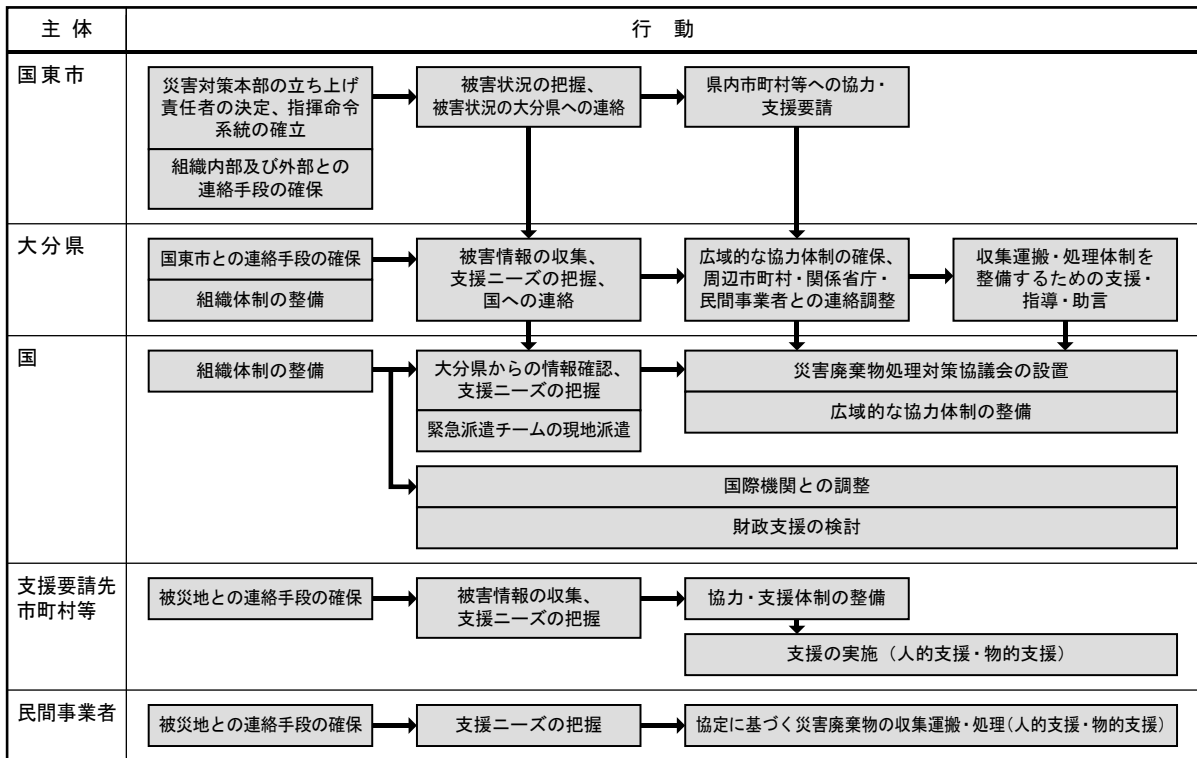 主 体
行 動
国東市
災害対策本部の立ち上げ
責任者の決定、指揮命令
系統の確立
組織内部及び外部との
連絡手段の確保
被害状況の把握、
被害状況の大分県への連絡
県内市町村等への協力・
支援要請
大分県
国東市との連絡手段の確保
組織体制の整備
被害情報の収集、
支援ニーズの把握、
国への連絡
広域的な協力体制の確保、
周辺市町村・関係省庁・
民間事業者との連絡調整
収集運搬・処理体制を
整備するための支援・
指導・助言
国
組織体制の整備
大分県からの情報確認、
支援ニーズの把握
緊急派遣チームの現地派遣
災害廃棄物処理対策協議会の設置
広域的な協力体制の整備
国際機関との調整
財政支援の検討
支援要請先
市町村等
被災地との連絡手段の確保
被害情報の収集、
支援ニーズの把握
協力・支援体制の整備
支援の実施（人的支援・物的支援）
民間事業者
被災地との連絡手段の確保
支援ニーズの把握
協定に基づく災害廃棄物の収集運搬・処理(人的支援・物的支援)